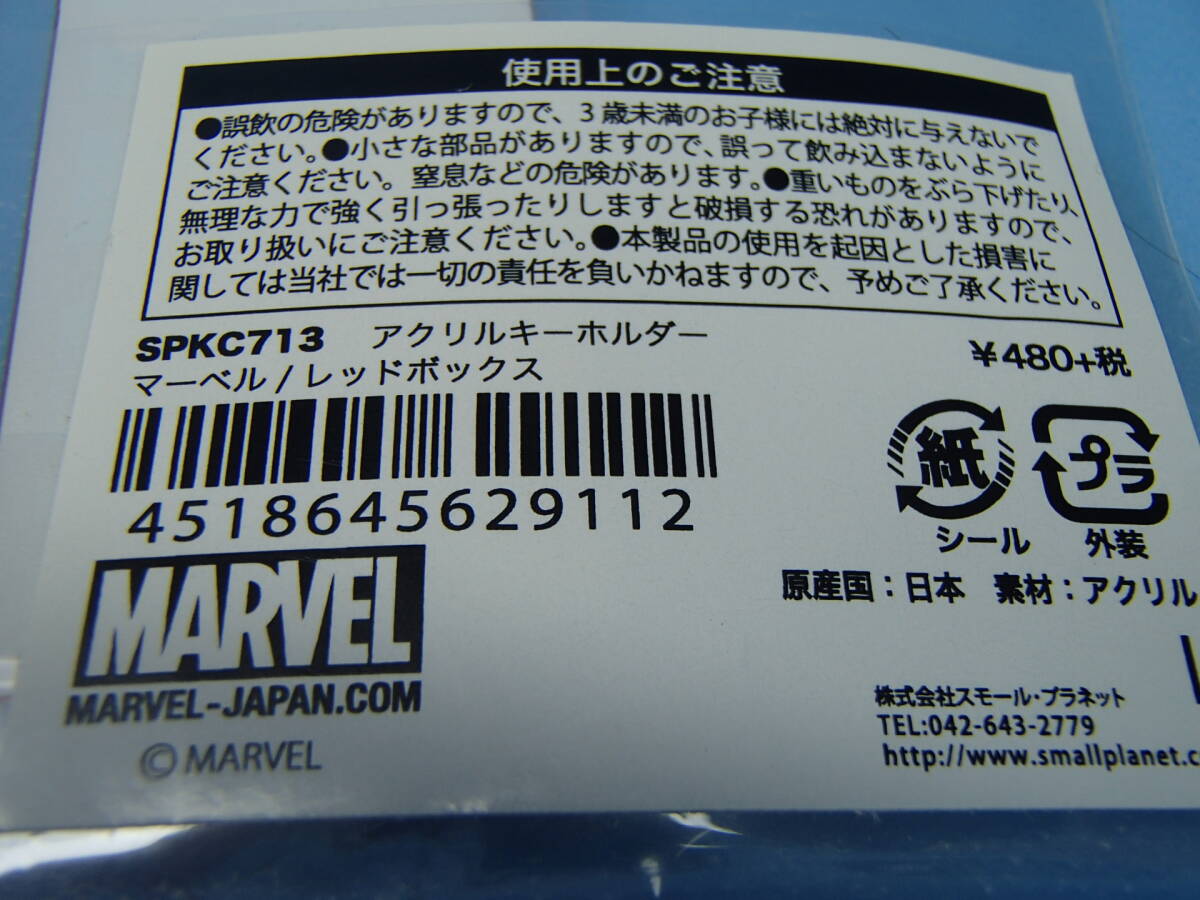 使用上のご注意
●誤飲の危険がありますので、3歳未満のお子様には絶対に与えないで
ください。●小さな部品がありますので、誤って飲み込まないように
ご注意ください。窒息などの危険があります。●重いものをぶら下げたり、
無理な力で強く引っ張ったりしますと破損する恐れがありますので、
お取り扱いにご注意ください。●本製品の使用を起因とした損害に
関しては当社では一切の責任を負いかねますので、予めご了承ください。
SPKC713 アクリルキーホルダー
マーベル/レッドボックス
¥480+税
4518645629112
紙
シール
プラ
外装
原産国:日本 素材:アクリル
MARVEL
MARVEL-JAPAN.COM
© MARVEL
株式会社スモール・プラネット
TEL:042-643-2779
http://www.smallplanet.c